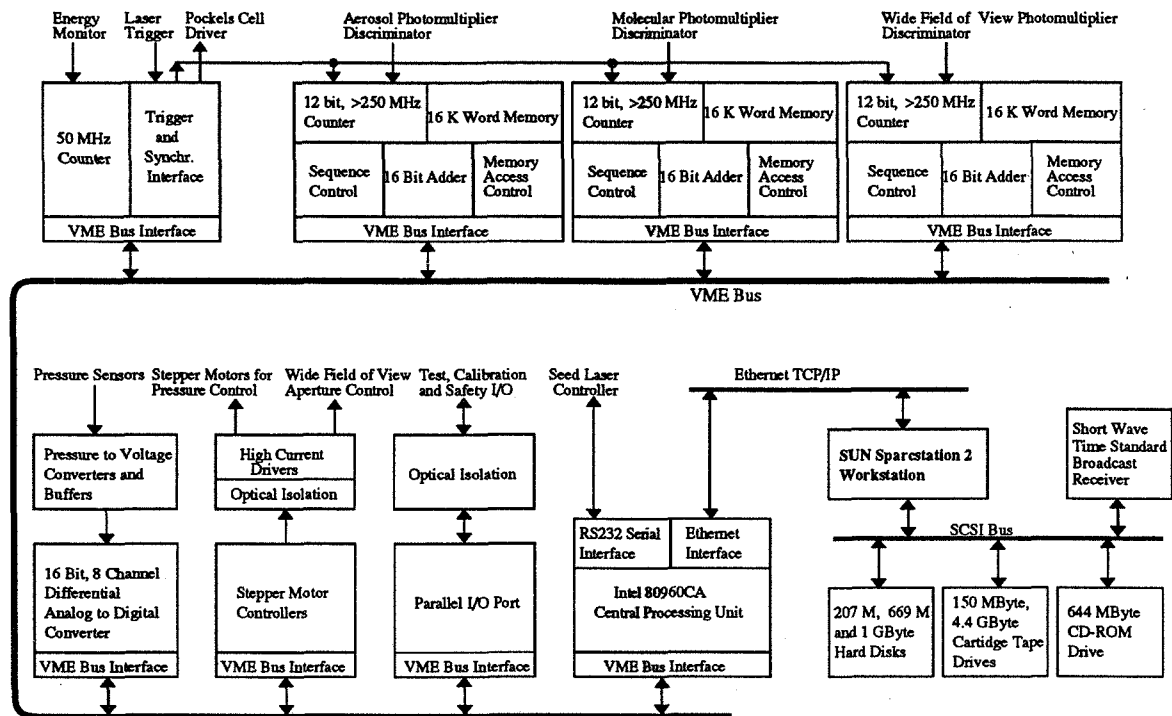 Energy
Monitor
Laser
Trigger
Pockels Cell
Driver
Aerosol Photomultiplier
Discriminator
Molecular Photomultiplier
Discriminator
Wide Field of View Photomultiplier
Discriminator
50 MHz
Counter
Trigger
and
Synchr.
Interface
VME Bus Interface
12 bit, >250 MHz
Counter
16 K Word Memory
Sequence
Control
16 Bit Adder
Memory
Access
Control
VME Bus Interface
12 bit, >250 MHz
Counter
16 K Word Memory
Sequence
Control
16 Bit Adder
Memory
Access
Control
VME Bus Interface
12 bit, >250 MHz
Counter
16 K Word Memory
Sequence
Control
16 Bit Adder
Memory
Access
Control
VME Bus Interface
VME Bus
Pressure Sensors
Stepper Motors for
Pressure Control
Wide Field of View
Aperture Control
Test, Calibration
and Safety I/O
Seed Laser
Controller
Ethernet TCP/IP
Pressure to Voltage
Converters and
Buffers
High Current
Drivers
Optical Isolation
Optical Isolation
SUN Sparcstation 2
Workstation
Short Wave
Time Standard
Broadcast
Receiver
SCSI Bus
16 Bit, 8 Channel
Differential
Analog to Digital
Converter
VME Bus Interface
Stepper Motor
Controllers
VME Bus Interface
Parallel I/O Port
VME Bus Interface
RS232 Serial
Interface
Ethernet
Interface
Intel 80960CA
Central Processing Unit
VME Bus Interface
207 M, 669 M
and 1 GByte
Hard Disks
150 MByte,
4.4 GByte
Cartidge Tape
Drives
644 MByte
CD-ROM
Drive